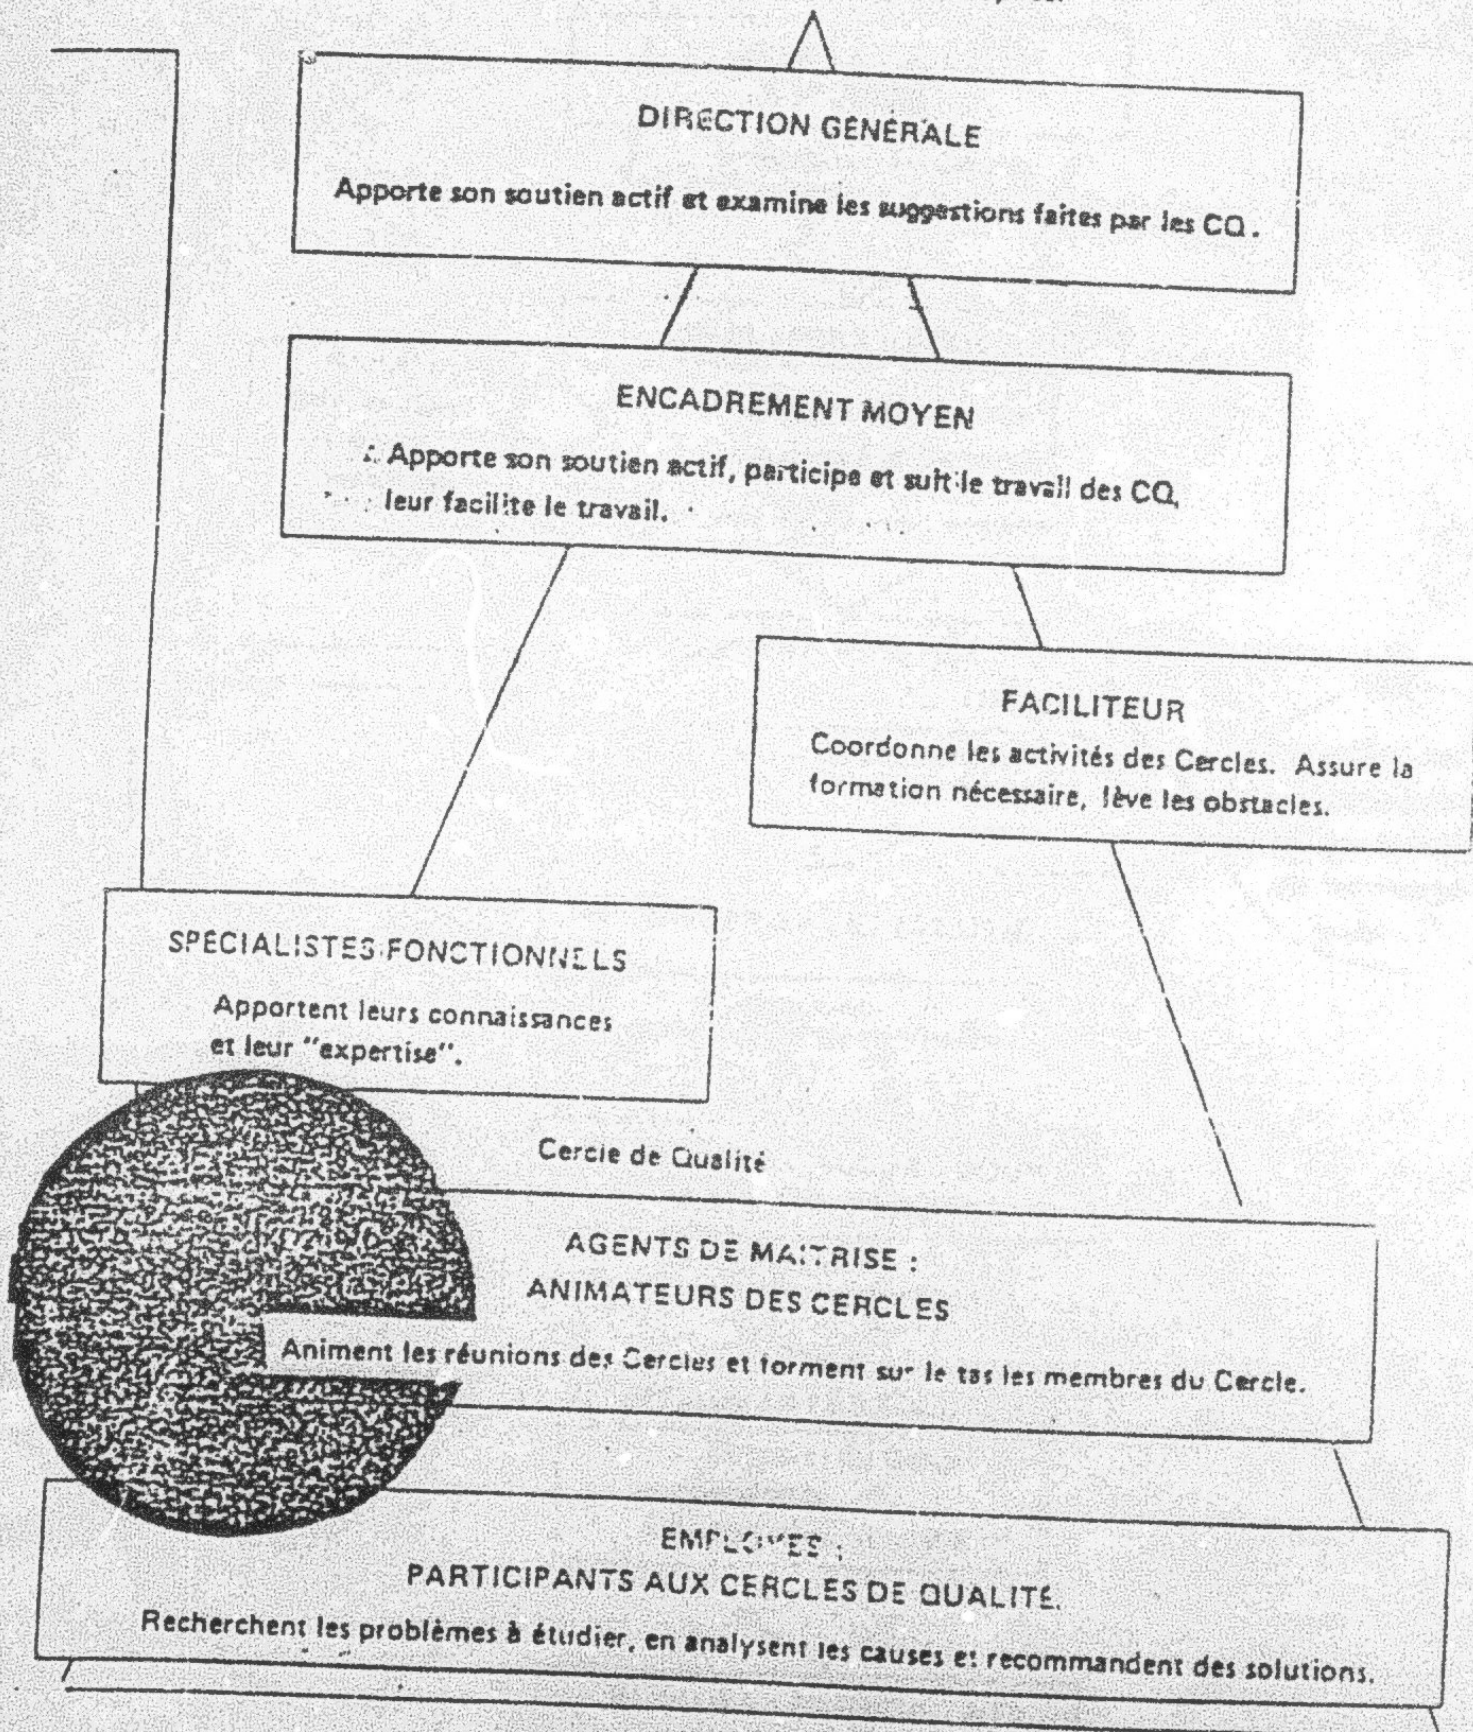 DIRECTION GÉNÉRALE
Apporte son soutien actif et examine les suggestions faites par les CQ.
ENCADREMENT MOYEN
Apporte son soutien actif, participe et suit le travail des CQ,
leur facilite le travail.
FACILITEUR
Coordonne les activités des Cercles. Assure la
formation nécessaire, lève les obstacles.
SPÉCIALISTES FONCTIONNELS
Apportent leurs connaissances
et leur "expertise".
Cercle de Qualité
AGENTS DE MAITRISE :
ANIMATEURS DES CERCLES
Animent les réunions des Cercles et forment sur le tas les membres du Cercle.
EMPLOYES :
PARTICIPANTS AUX CERCLES DE QUALITÉ.
Recherchent les problèmes à étudier, en analysent les causes et recommandent des solutions.